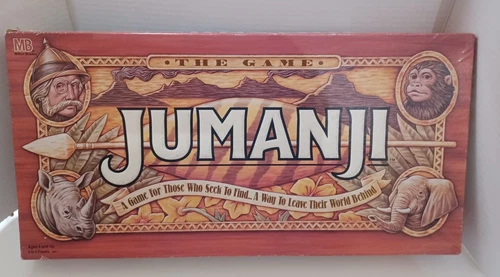 MB
· THE GAME ·
JUMANJI
A Game For Those Who Seek To Find... A Way To Leave Their World Behind